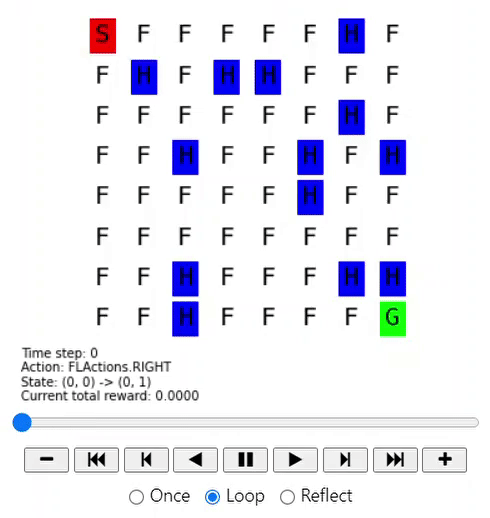 S F F F F F H F
F H F H H F F F
F F F F F F H F
F F H F F H F H
F F F F F H F F
F F F F F F F F
F F H F F F H H
F F H F F F F G
Time step: 0
Action: FLActions.RIGHT
State: (0, 0) -> (0, 1)
Current total reward: 0.0000
Once Loop Reflect